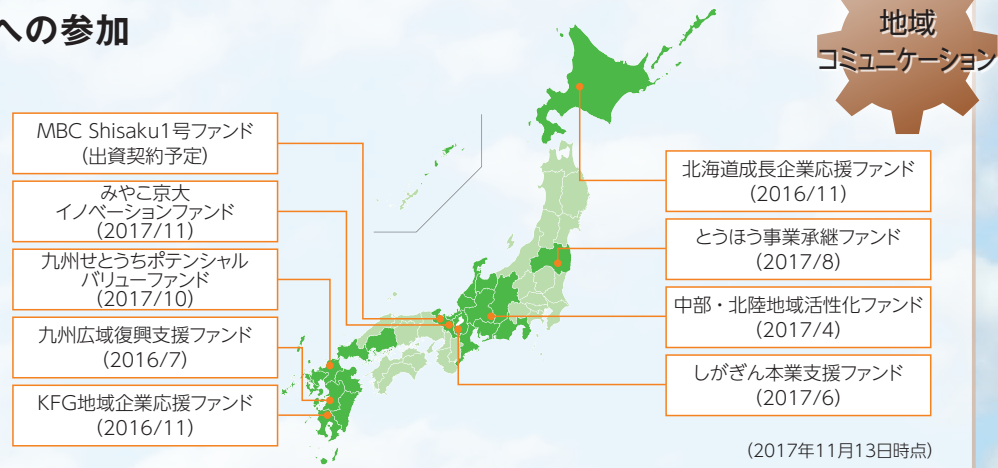 への参加
地域
コミュニケーション
MBC Shisaku1号ファンド
(出資契約予定)
みやこ京大
イノベーションファンド
(2017/11)
九州せとうちポテンシャル
バリューファンド
(2017/10)
九州広域復興支援ファンド
(2016/7)
KFG地域企業応援ファンド
(2016/11)
北海道成長企業応援ファンド
(2016/11)
とうほう事業承継ファンド
(2017/8)
中部・北陸地域活性化ファンド
(2017/4)
しがぎん本業支援ファンド
(2017/6)
(2017年11月13日時点)